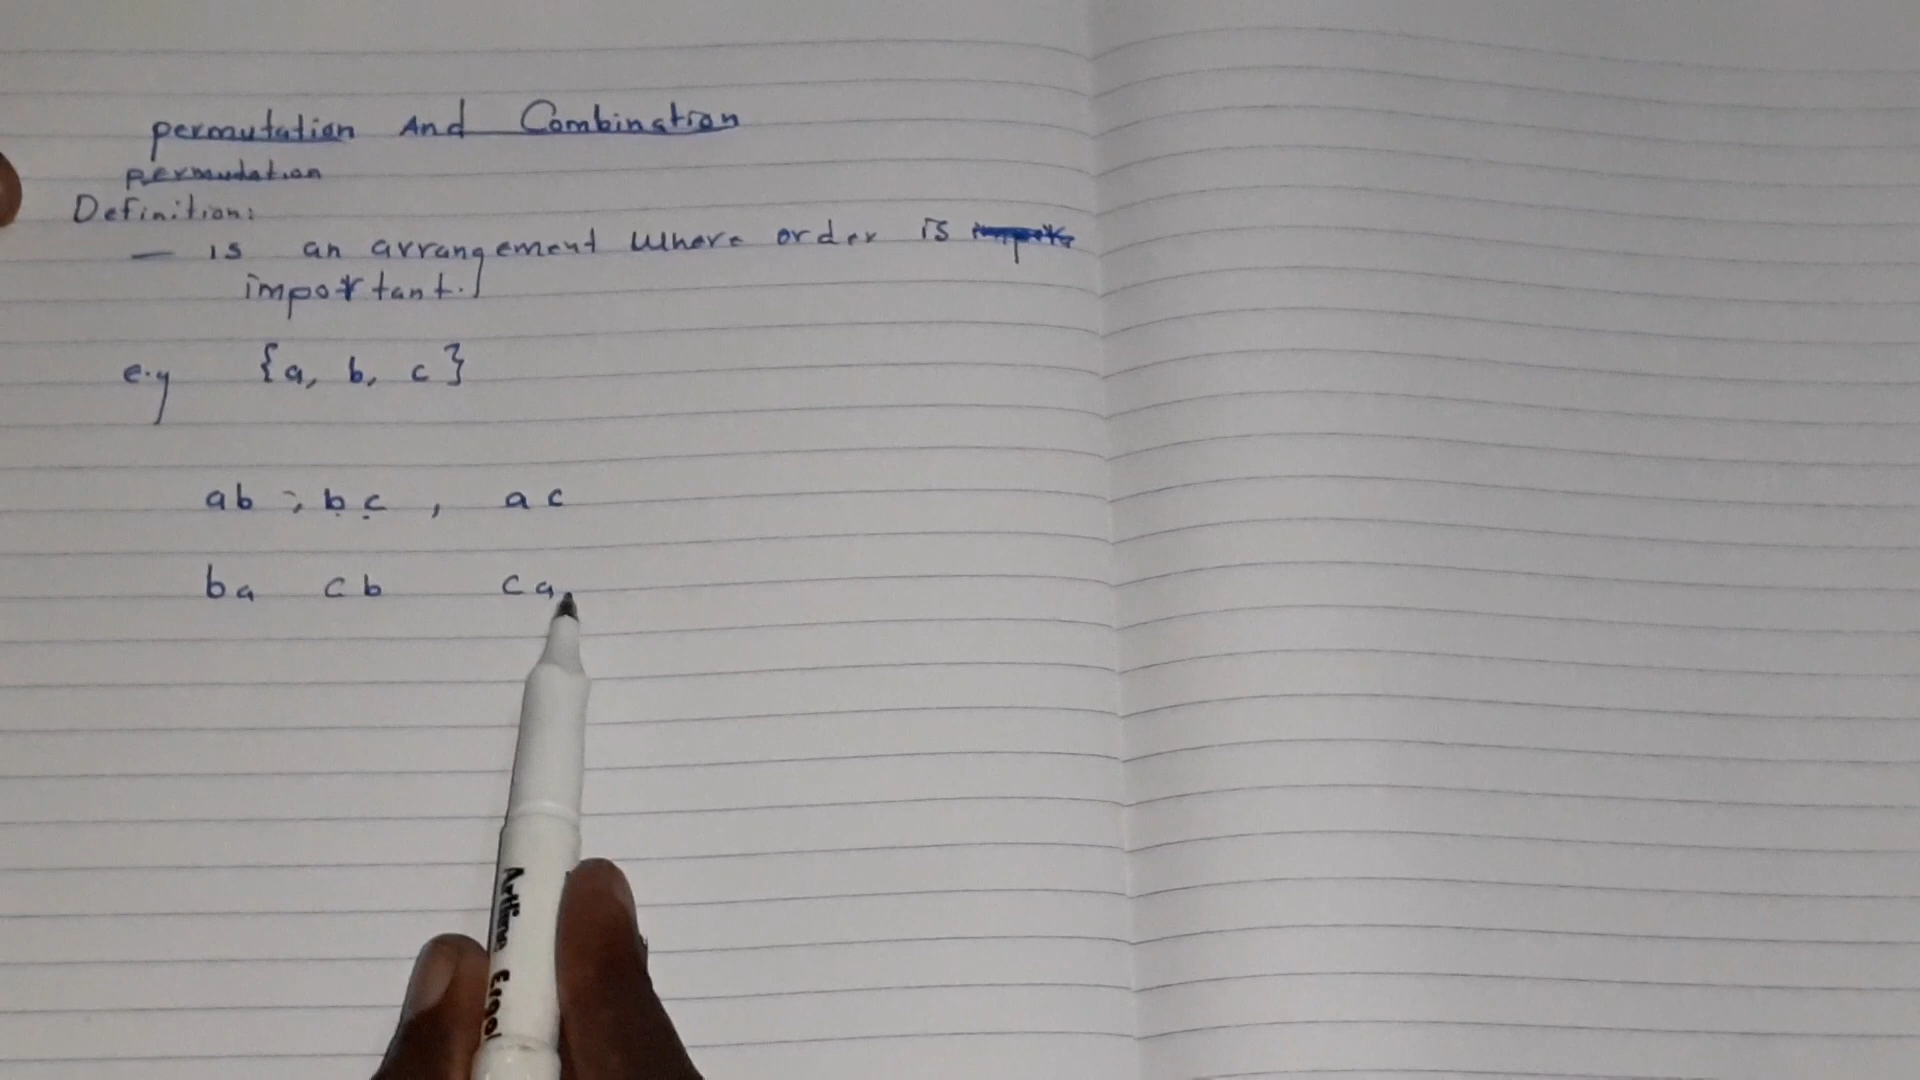 permutation And Combination
permutation
Definition:
— is an arrangement where order is
important.
e.g {a, b, c}
ab , bc , ac
ba cb ca
Artline